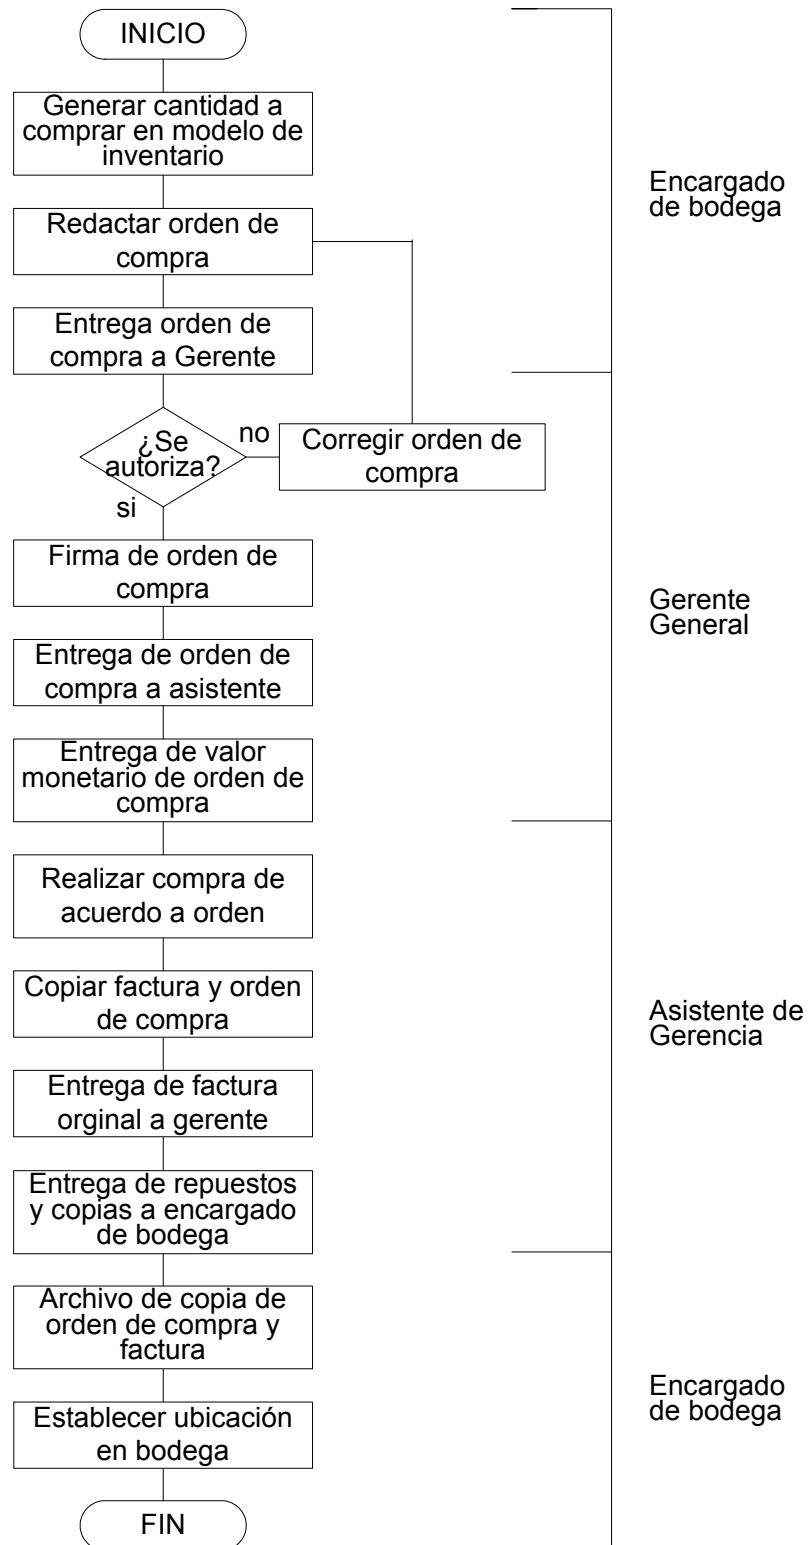 INICIO
Generar cantidad a
comprar en modelo de
inventario
Encargado
de bodega
Redactar orden de
compra
Entrega orden de
compra a Gerente
¿Se
autoriza?
no
Corregir orden de
compra
si
Firma de orden de
compra
Gerente
General
Entrega de orden de
compra a asistente
Entrega de valor
monetario de orden de
compra
Realizar compra de
acuerdo a orden
Copiar factura y orden
de compra
Asistente de
Gerencia
Entrega de factura
orginal a gerente
Entrega de repuestos
y copias a encargado
de bodega
Archivo de copia de
orden de compra y
factura
Encargado
de bodega
Establecer ubicación
en bodega
FIN